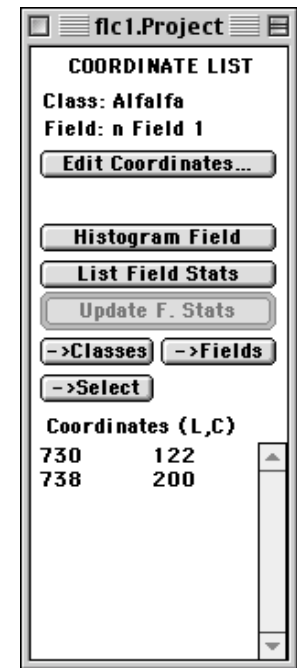 flc1.Project
COORDINATE LIST
Class: Alfalfa
Field: n Field 1
Edit Coordinates...
Histogram Field
List Field Stats
Update F. Stats
->Classes ->Fields
->Select
Coordinates (L,C)
730 122
738 200